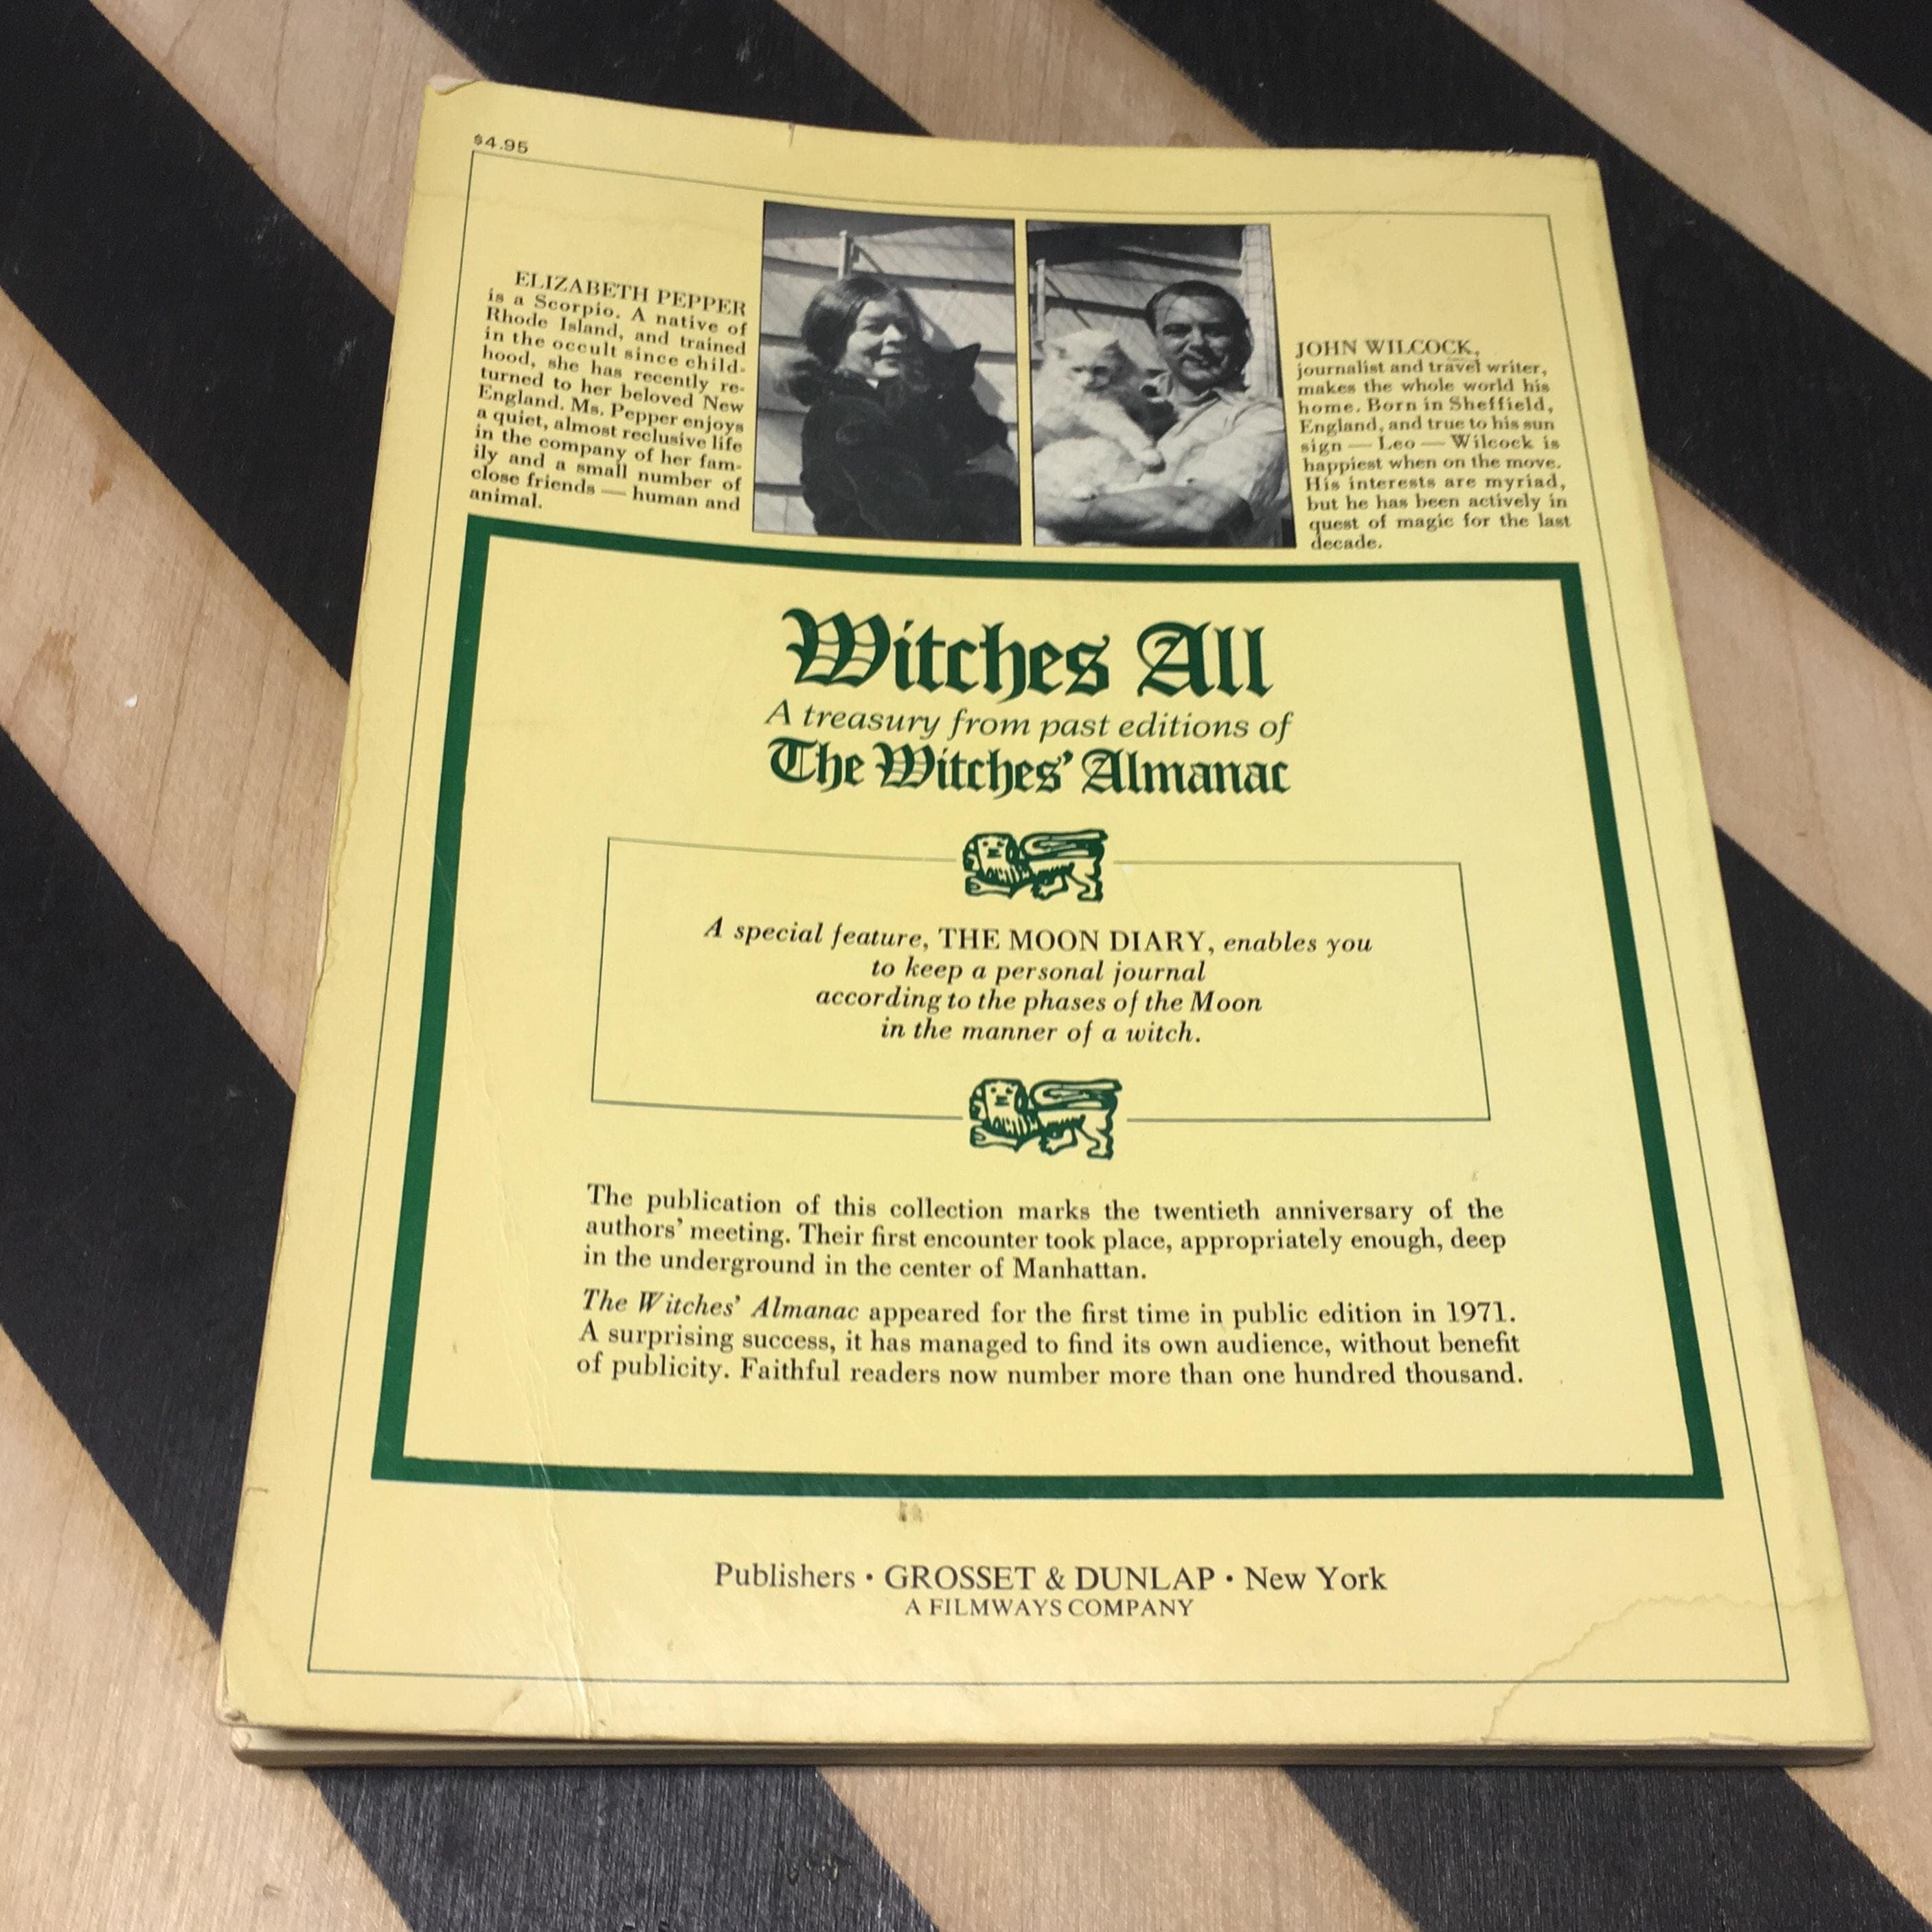 $4.95
ELIZABETH PEPPER
is a Scorpio. A native of
Rhode Island, and trained
in the occult since child-
hood, she has recently re-
turned to her beloved New
England. Ms. Pepper enjoys
a quiet, almost reclusive life
in the company of her fam-
ily and a small number of
close friends — human and
animal.
JOHN WILCOCK,
journalist and travel writer,
makes the whole world his
home. Born in Sheffield,
England, and true to his sun
sign — Leo — Wilcock is
happiest when on the move.
His interests are myriad,
but he has been actively in
quest of magic for the last
decade.
Witches All
A treasury from past editions of
The Witches' Almanac
A special feature, THE MOON DIARY, enables you
to keep a personal journal
according to the phases of the Moon
in the manner of a witch.
The publication of this collection marks the twentieth anniversary of the
authors' meeting. Their first encounter took place, appropriately enough, deep
in the underground in the center of Manhattan.
The Witches' Almanac appeared for the first time in public edition in 1971.
A surprising success, it has managed to find its own audience, without benefit
of publicity. Faithful readers now number more than one hundred thousand.
Publishers • GROSSET & DUNLAP • New York
A FILMWAYS COMPANY